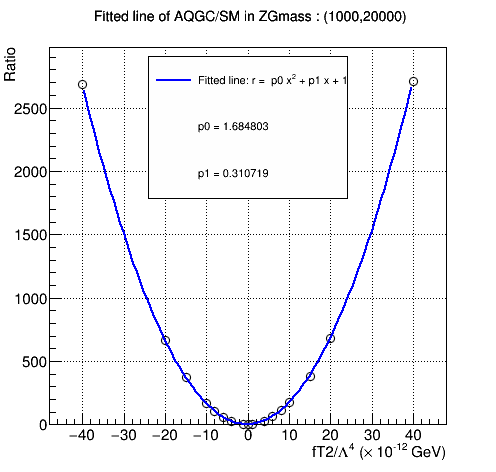 Fitted line of AQGC/SM in ZGmass : (1000,20000)
Ratio
Fitted line: r = p0 x² + p1 x + 1
p0 = 1.684803
p1 = 0.310719
2500
2000
1500
1000
500
0
−40 −30 −20 −10 0 10 20 30 40
fT2/Λ⁴ (× 10⁻¹² GeV)